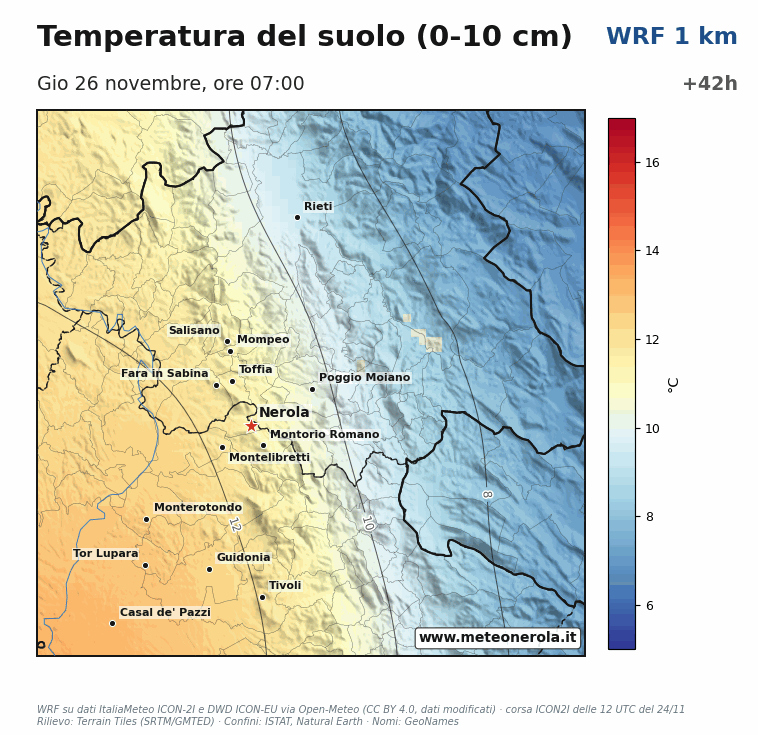 Temperatura del suolo (0-10 cm)
WRF 1 km
Gio 26 novembre, ore 07:00
+42h
Rieti
Salisano
Mompeo
Fara in Sabina
Toffia
Poggio Moiano
Nerola
Montorio Romano
Montelibretti
Monterotondo
Tor Lupara
Guidonia
Tivoli
Casal de' Pazzi
12
10
8
www.meteonerola.it
16
14
12
10
8
6
°C
WRF su dati ItaliaMeteo ICON-2I e DWD ICON-EU via Open-Meteo (CC BY 4.0, dati modificati) · corsa ICON2I delle 12 UTC del 24/11
Rilievo: Terrain Tiles (SRTM/GMTED) · Confini: ISTAT, Natural Earth · Nomi: GeoNames